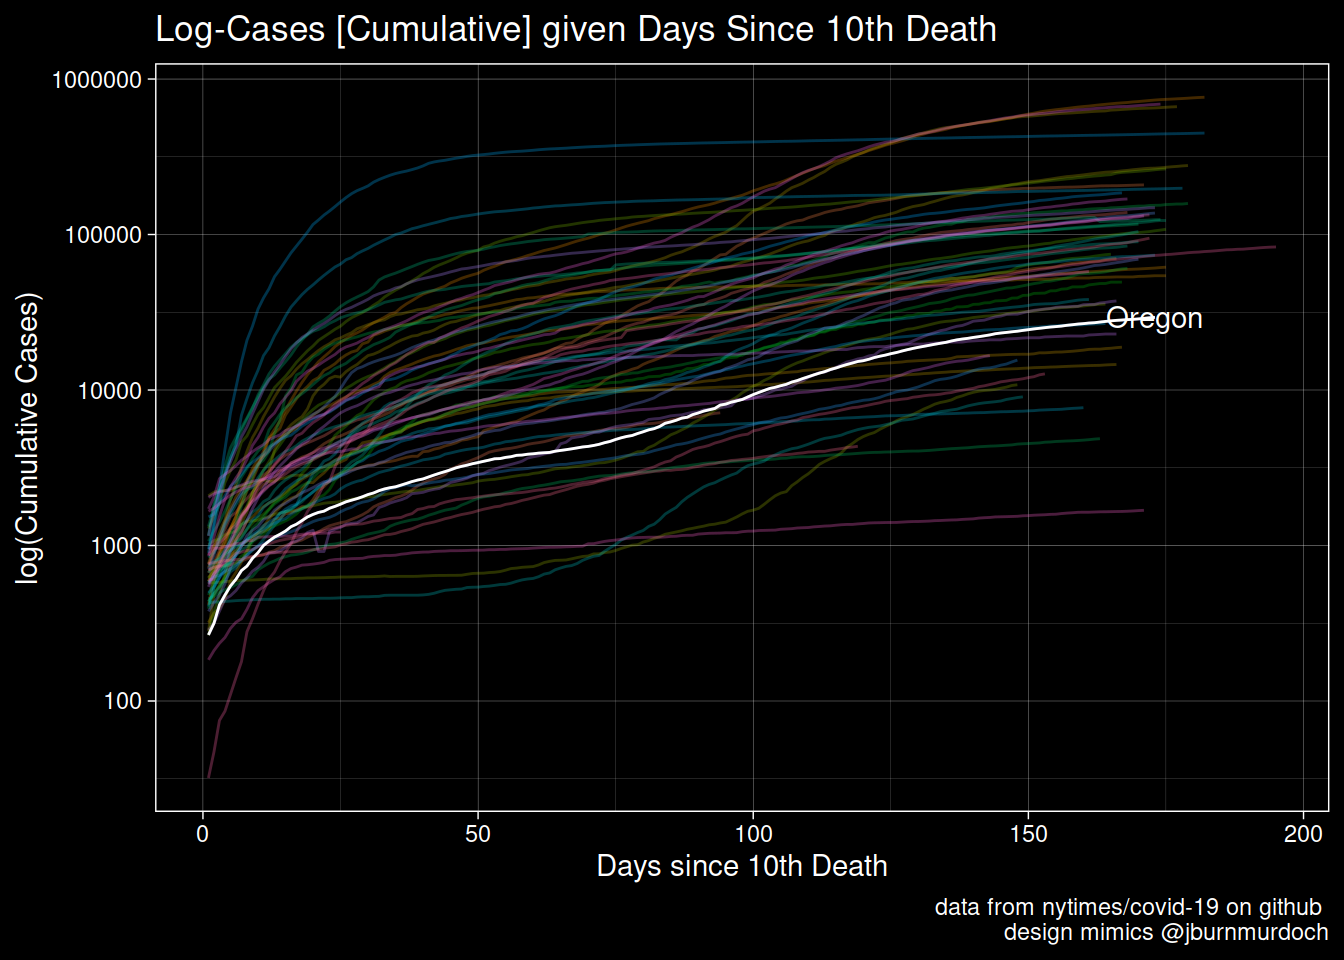 Log-Cases [Cumulative] given Days Since 10th Death
log(Cumulative Cases)
1000000
100000
10000
1000
100
Oregon
0 50 100 150 200
Days since 10th Death
data from nytimes/covid-19 on github
design mimics @jburnmurdoch